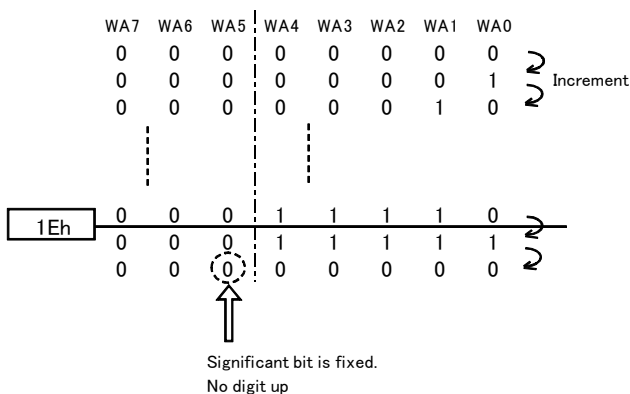 WA7 WA6 WA5 WA4 WA3 WA2 WA1 WA0
0 0 0 0 0 0 0 0
0 0 0 0 0 0 0 1 Increment
0 0 0 0 0 0 1 0
0 0 0 1 1 1 1 0
1Eh
0 0 0 1 1 1 1 1
0 0 0 0 0 0 0 0
Significant bit is fixed.
No digit up